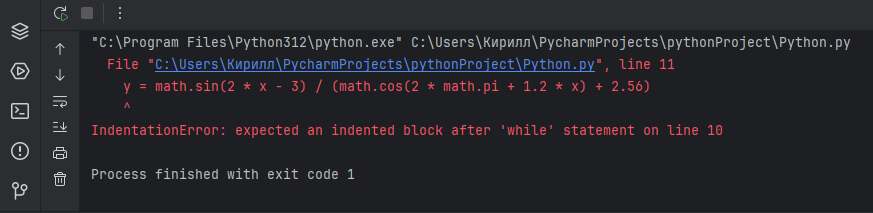 "C:\Program Files\Python312\python.exe" C:\Users\Кирилл\PycharmProjects\pythonProject\Python.py
  File "C:\Users\Кирилл\PycharmProjects\pythonProject\Python.py", line 11
    y = math.sin(2 * x - 3) / (math.cos(2 * math.pi + 1.2 * x) + 2.56)
    ^
IndentationError: expected an indented block after 'while' statement on line 10
Process finished with exit code 1